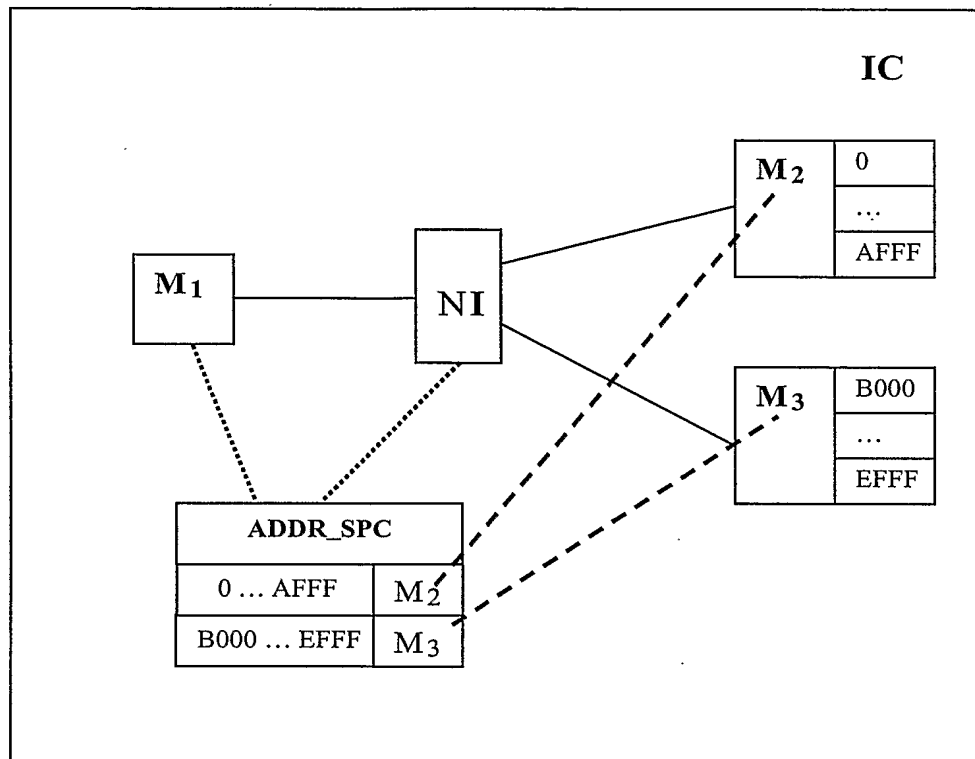 IC
M2
0
...
AFFF
M1
NI
M3
B000
...
EFFF
ADDR_SPC
0 ... AFFF
M2
B000 ... EFFF
M3